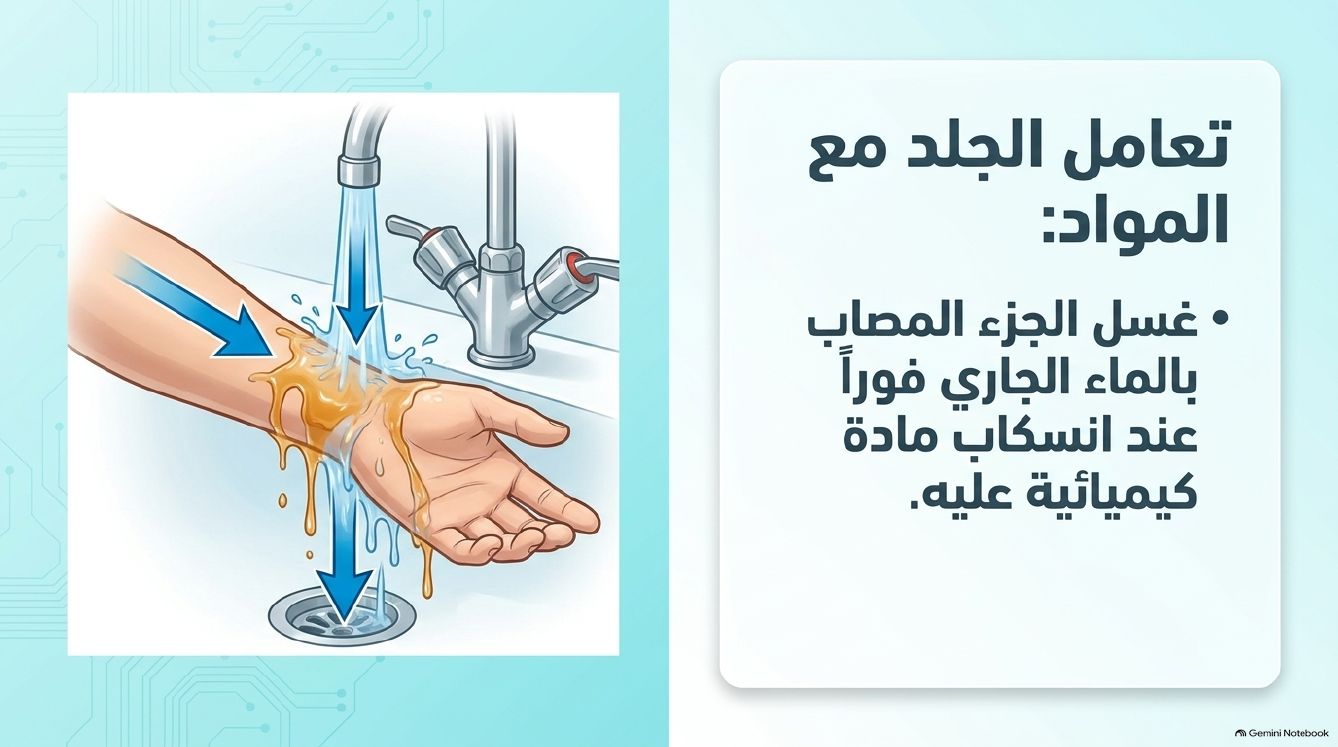 تعامل الجلد مع
المواد:
• غسل الجزء المصاب
بالماء الجاري فوراً
عند انسكاب مادة
كيميائية عليه.
Gemini Notebook